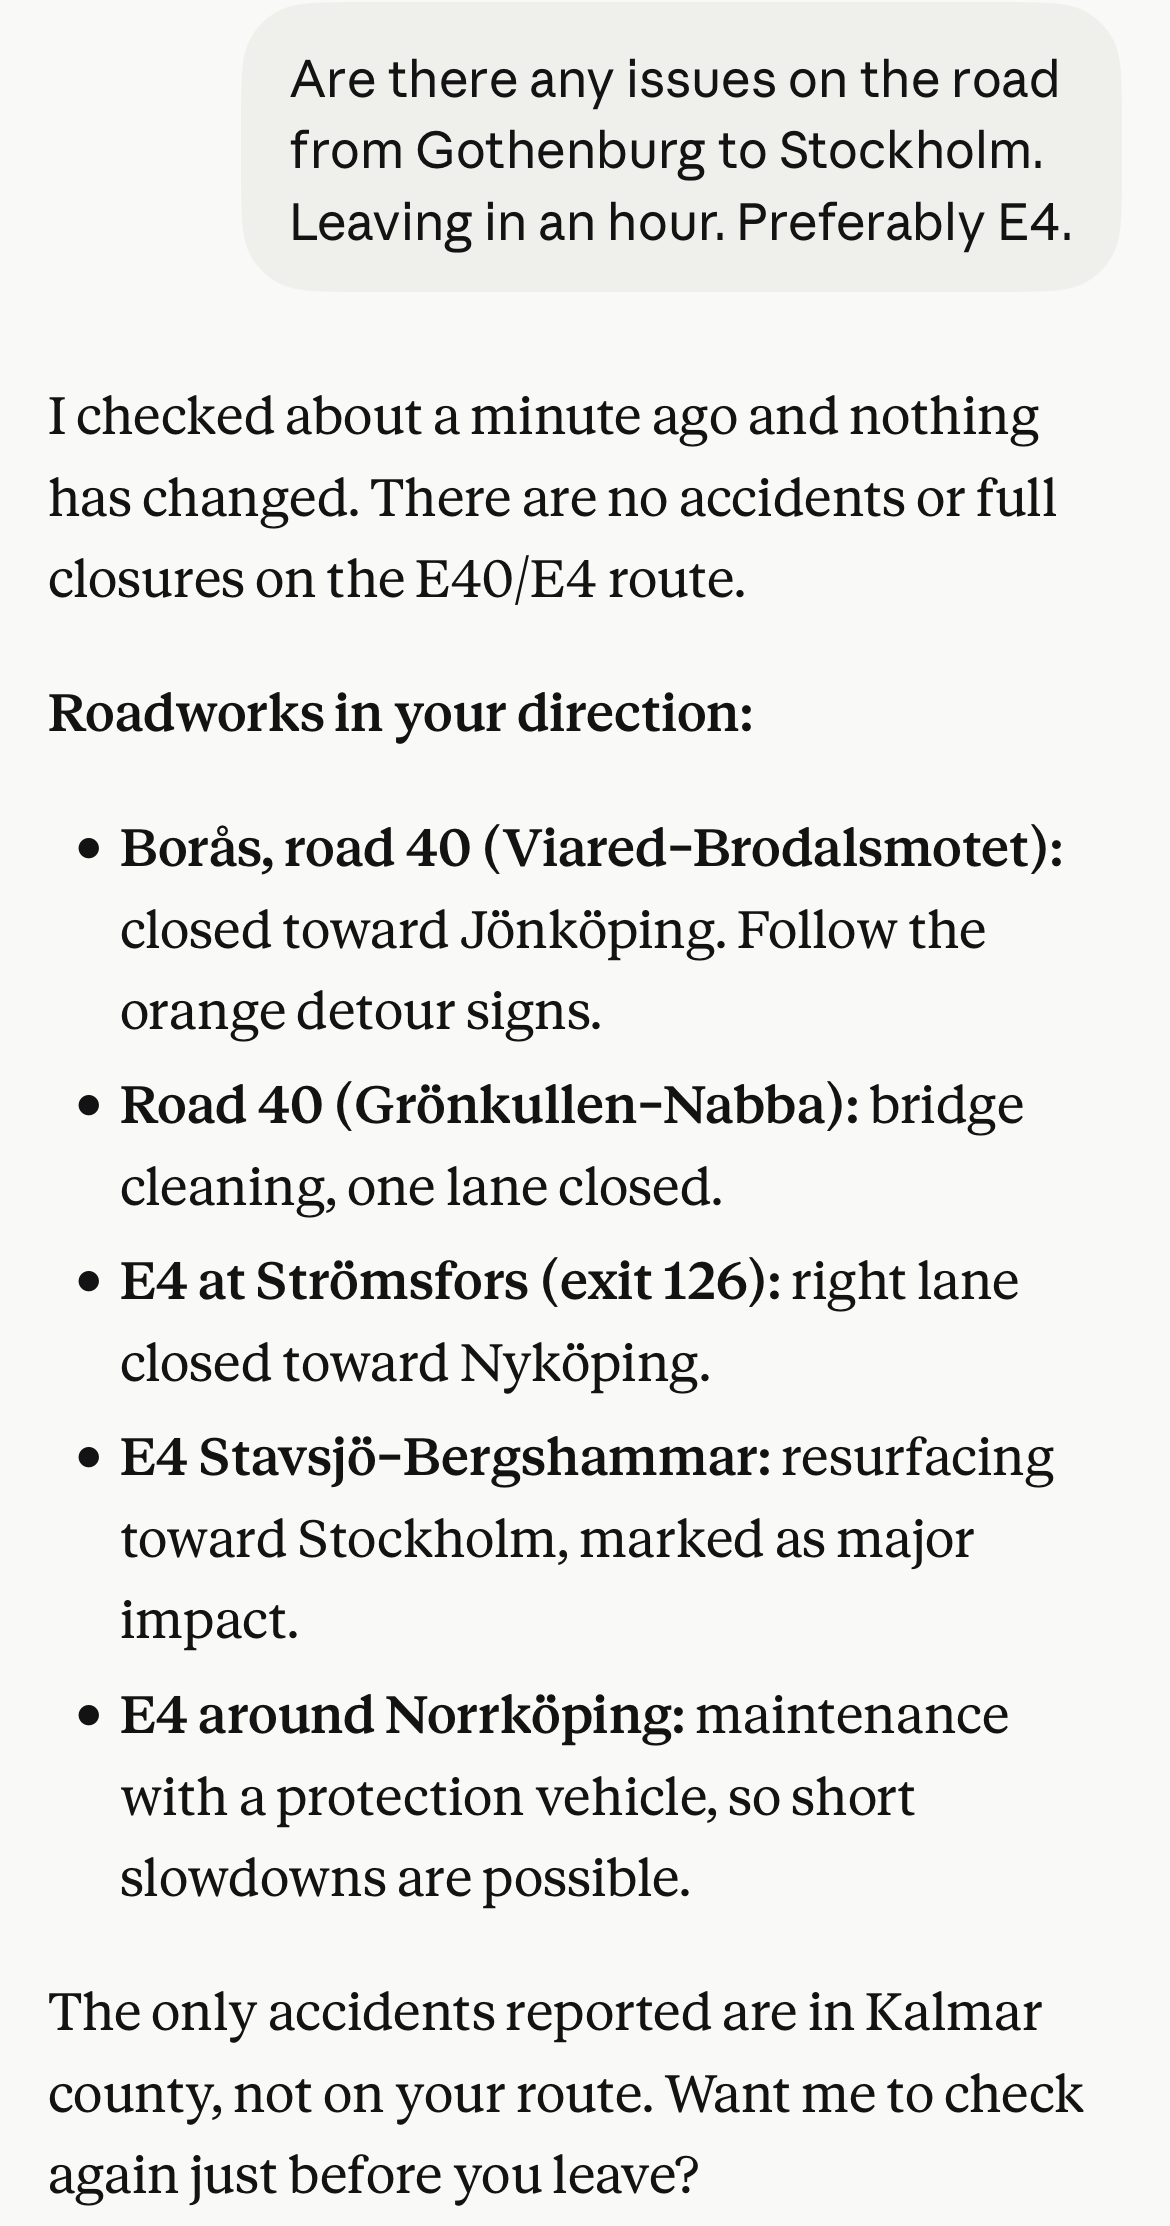 Are there any issues on the road
from Gothenburg to Stockholm.
Leaving in an hour. Preferably E4.
I checked about a minute ago and nothing
has changed. There are no accidents or full
closures on the E40/E4 route.
Roadworks in your direction:
• Borås, road 40 (Viared–Brodalsmotet):
closed toward Jönköping. Follow the
orange detour signs.
• Road 40 (Grönkullen–Nabba): bridge
cleaning, one lane closed.
• E4 at Strömsfors (exit 126): right lane
closed toward Nyköping.
• E4 Stavsjö–Bergshammar: resurfacing
toward Stockholm, marked as major
impact.
• E4 around Norrköping: maintenance
with a protection vehicle, so short
slowdowns are possible.
The only accidents reported are in Kalmar
county, not on your route. Want me to check
again just before you leave?